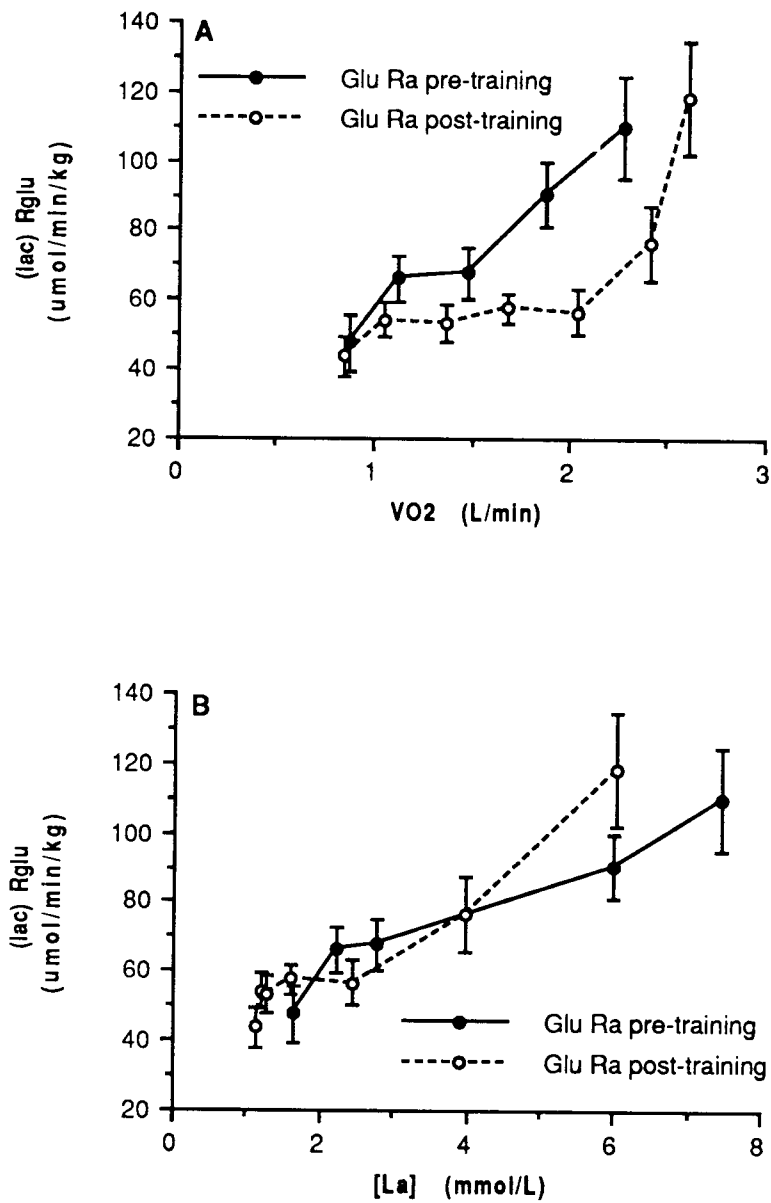 A
140
120
100
80
60
40
20
(lac) Rglu
(umol/min/kg)
Glu Ra pre-training
Glu Ra post-training
0
1
2
3
VO2 (L/min)
B
140
120
100
80
60
40
20
(lac) Rglu
(umol/min/kg)
Glu Ra pre-training
Glu Ra post-training
0
2
4
6
8
[La] (mmol/L)